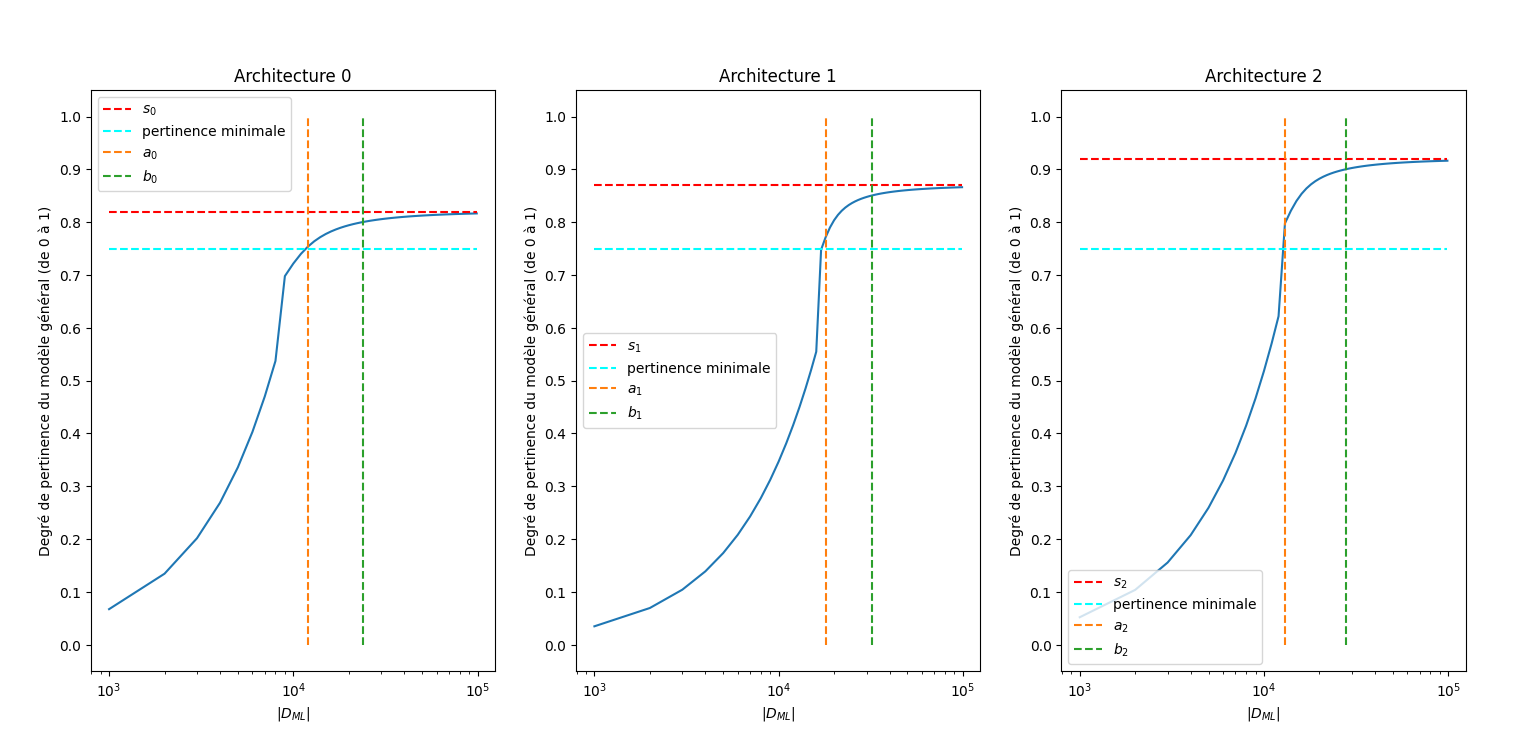 Architecture 0
Degré de pertinence du modèle général (de 0 à 1)
1.0
0.9
0.8
0.7
0.6
0.5
0.4
0.3
0.2
0.1
0.0
s₀
pertinence minimale
a₀
b₀
10³
10⁴
10⁵
|D_ML|
Architecture 1
Degré de pertinence du modèle général (de 0 à 1)
1.0
0.9
0.8
0.7
0.6
0.5
0.4
0.3
0.2
0.1
0.0
s₁
pertinence minimale
a₁
b₁
10³
10⁴
10⁵
|D_ML|
Architecture 2
Degré de pertinence du modèle général (de 0 à 1)
1.0
0.9
0.8
0.7
0.6
0.5
0.4
0.3
0.2
0.1
0.0
s₂
pertinence minimale
a₂
b₂
10³
10⁴
10⁵
|D_ML|